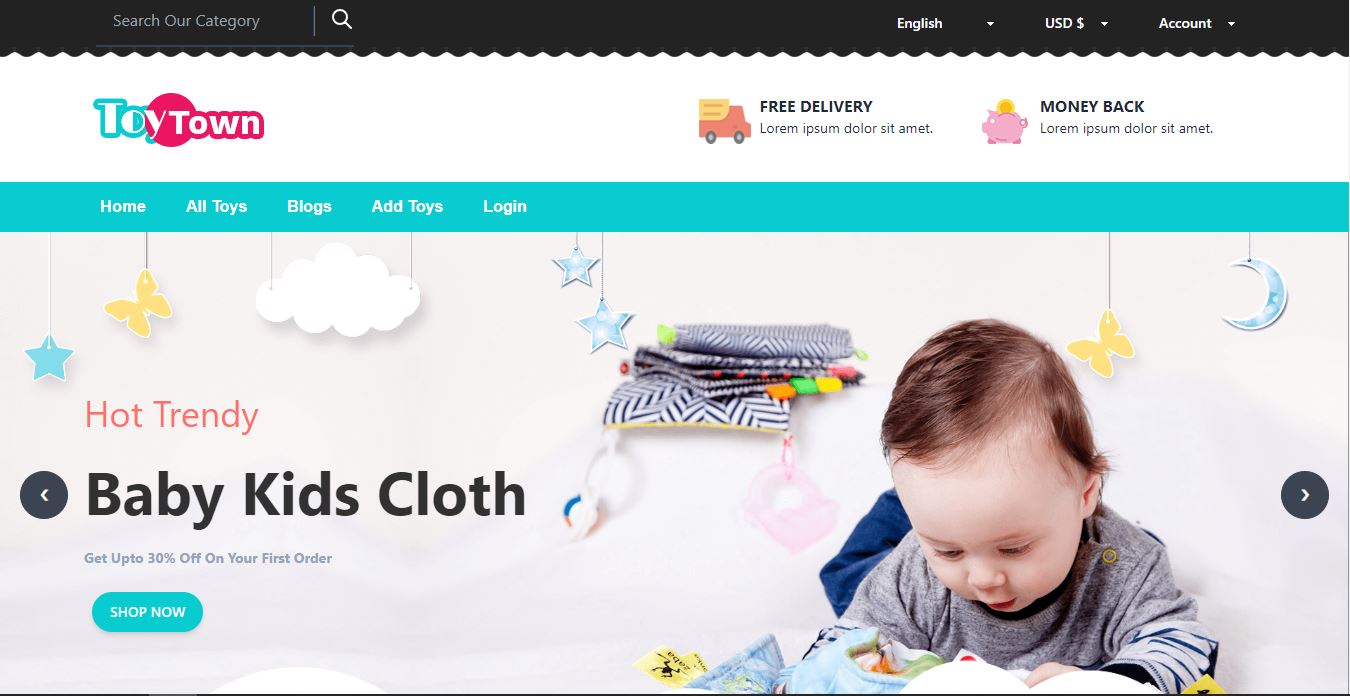 Search Our Category
English
USD $
Account
ToyTown
FREE DELIVERY
Lorem ipsum dolor sit amet.
MONEY BACK
Lorem ipsum dolor sit amet.
Home
All Toys
Blogs
Add Toys
Login
Hot Trendy
Baby Kids Cloth
Get Upto 30% Off On Your First Order
SHOP NOW
zaba